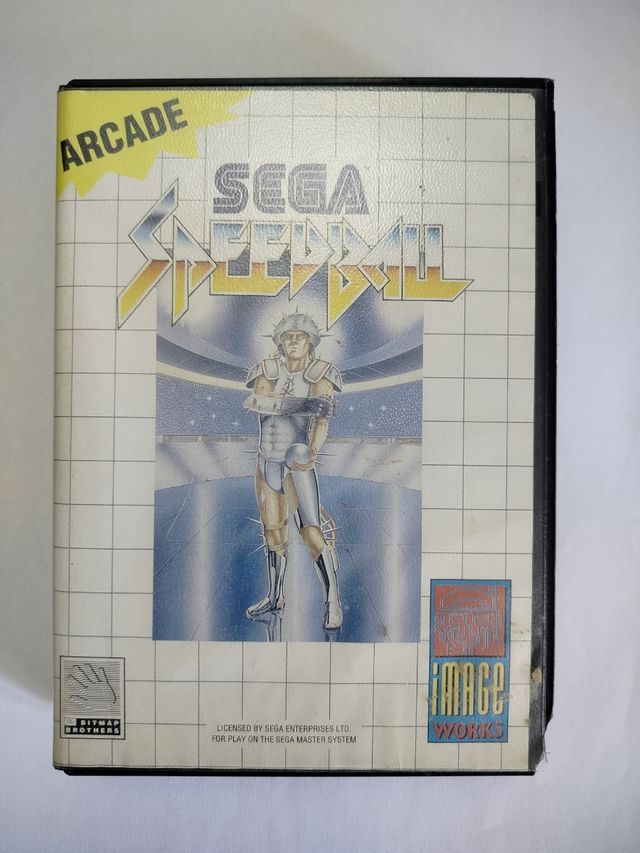 ARCADE
SEGA
SPEEDBALL
IMAGE
WORKS
BITMAP
BROTHERS
LICENSED BY SEGA ENTERPRISES LTD.
FOR PLAY ON THE SEGA MASTER SYSTEM